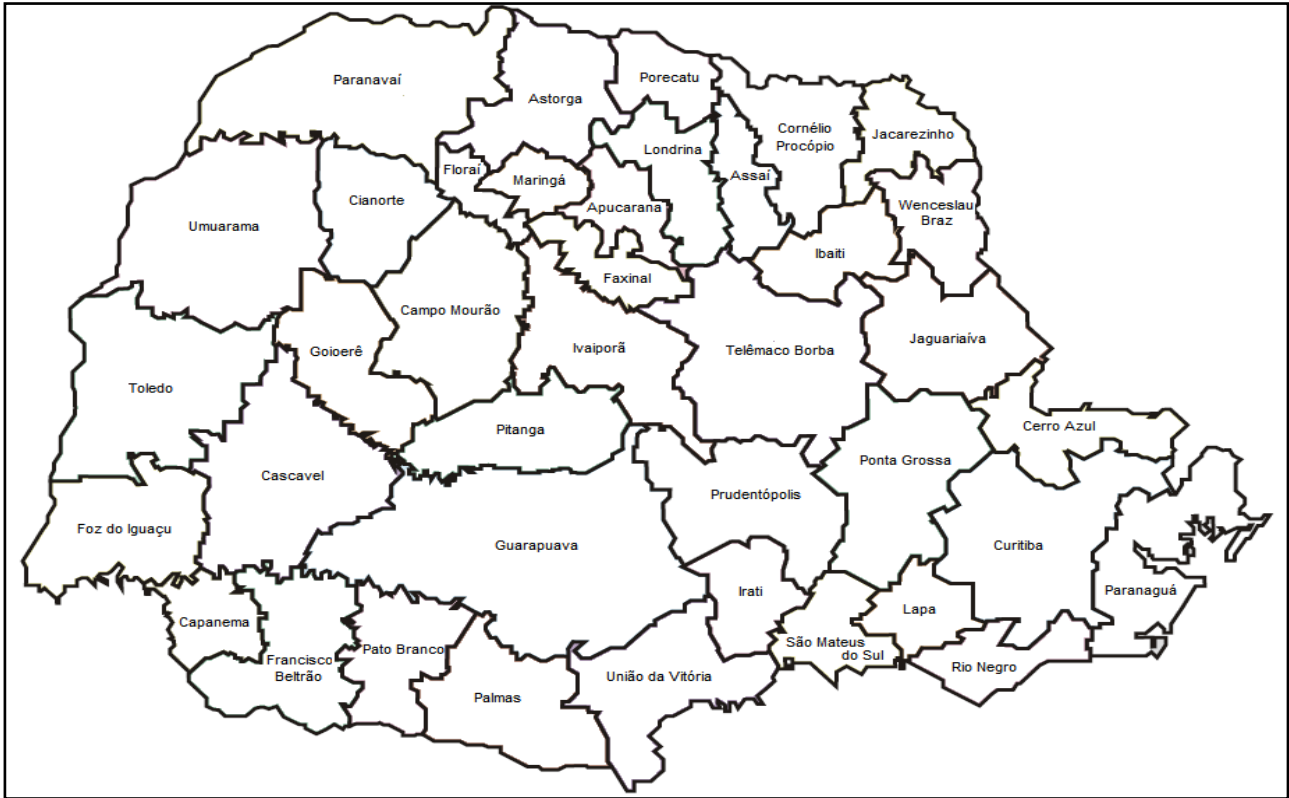 Paranavaí
Porecatu
Astorga
Cornélio
Procópio
Jacarezinho
Londrina
Floraí
Maringá
Assaí
Cianorte
Apucarana
Wenceslau
Braz
Umuarama
Ibaiti
Faxinal
Campo Mourão
Goioerê
Ivaiporã
Telêmaco Borba
Jaguariaíva
Toledo
Pitanga
Cerro Azul
Cascavel
Ponta Grossa
Prudentópolis
Foz do Iguaçu
Guarapuava
Curitiba
Irati
Paranaguá
Lapa
Capanema
Pato Branco
São Mateus
do Sul
Francisco
Beltrão
Rio Negro
União da Vitória
Palmas